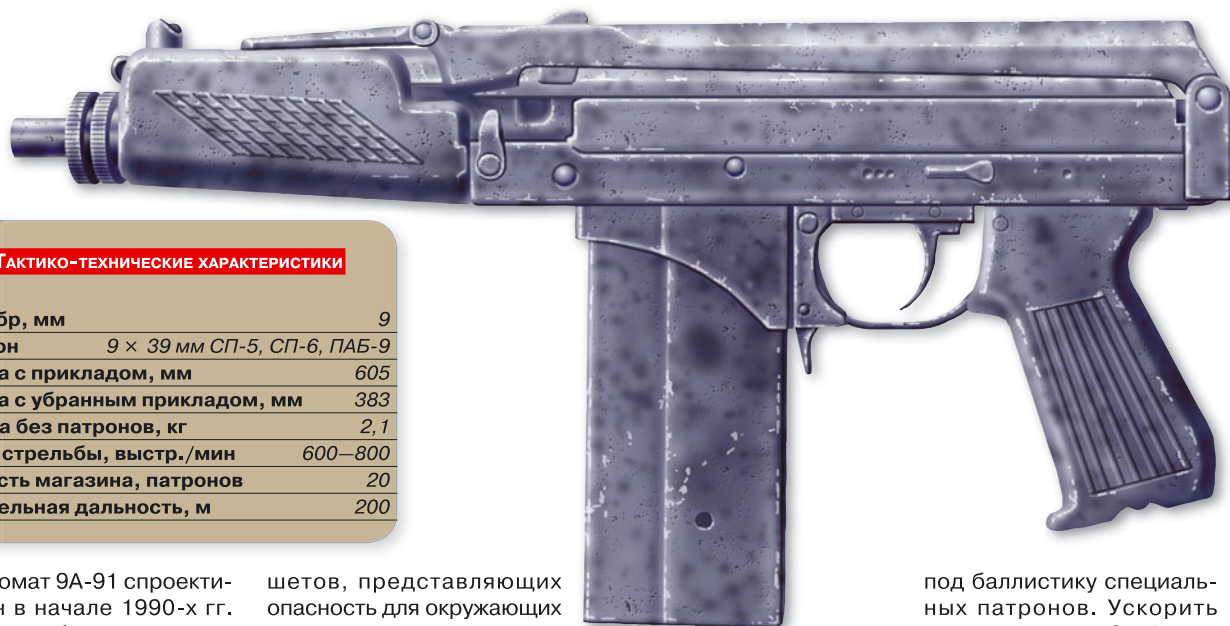 ТАКТИКО-ТЕХНИЧЕСКИЕ ХАРАКТЕРИСТИКИ
бр, мм 9
он 9 × 39 мм СП-5, СП-6, ПАБ-9
а с прикладом, мм 605
а с убранным прикладом, мм 383
а без патронов, кг 2,1
стрельбы, выстр./мин 600—800
сть магазина, патронов 20
ельная дальность, м 200
омат 9А-91 спроекти-
н в начале 1990-х гг.
шетов, представляющих
опасность для окружающих
под баллистику специаль-
ных патронов. Ускорить